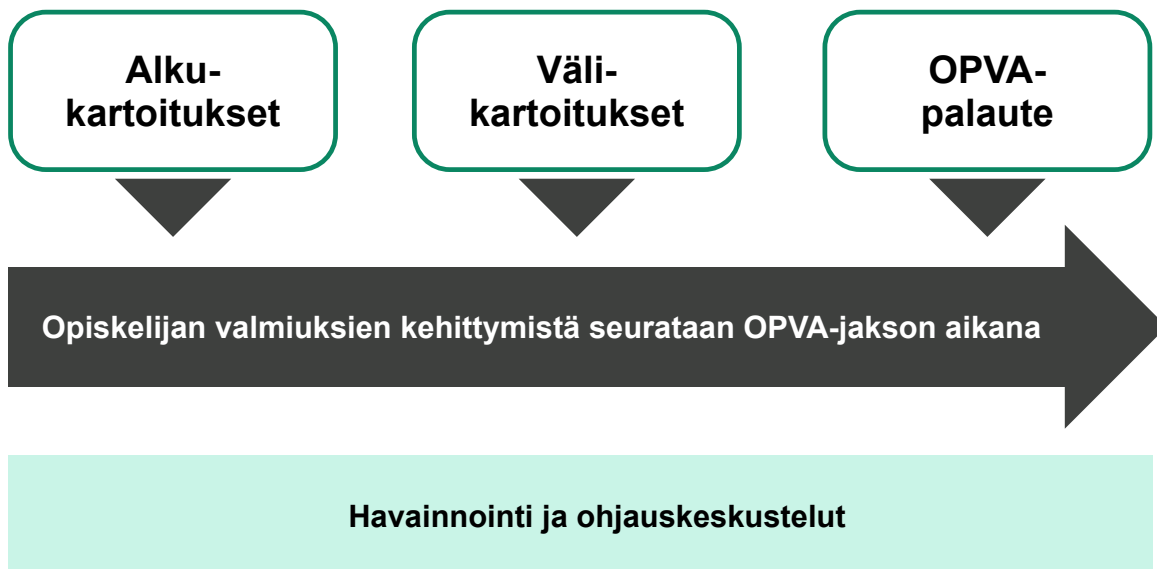 Alku-
kartoitukset
Väli-
kartoitukset
OPVA-
palaute
Opiskelijan valmiuksien kehittymistä seurataan OPVA-jakson aikana
Havainnointi ja ohjauskeskustelut